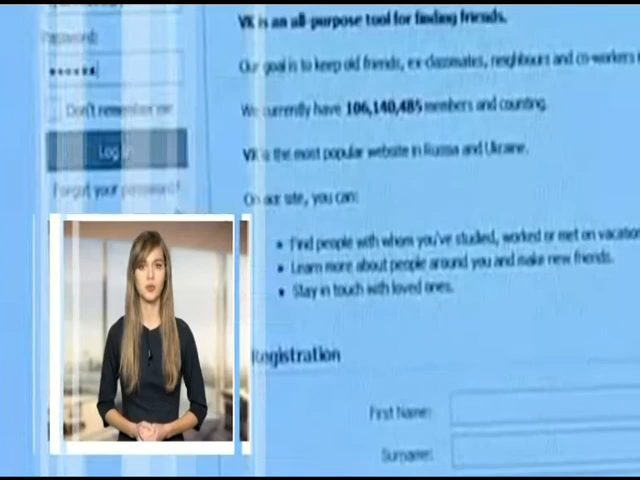 Password:
Don't remember me
Log in
Forgot your password?
VK is an all-purpose tool for finding friends.
Our goal is to keep old friends, ex-classmates, neighbours and co-workers
We currently have 106,140,485 members and counting.
VK is the most popular website in Russia and Ukraine.
On our site, you can:
• Find people with whom you've studied, worked or met on vacation
• Learn more about people around you and make new friends.
• Stay in touch with loved ones.
Registration
First Name:
Surname: